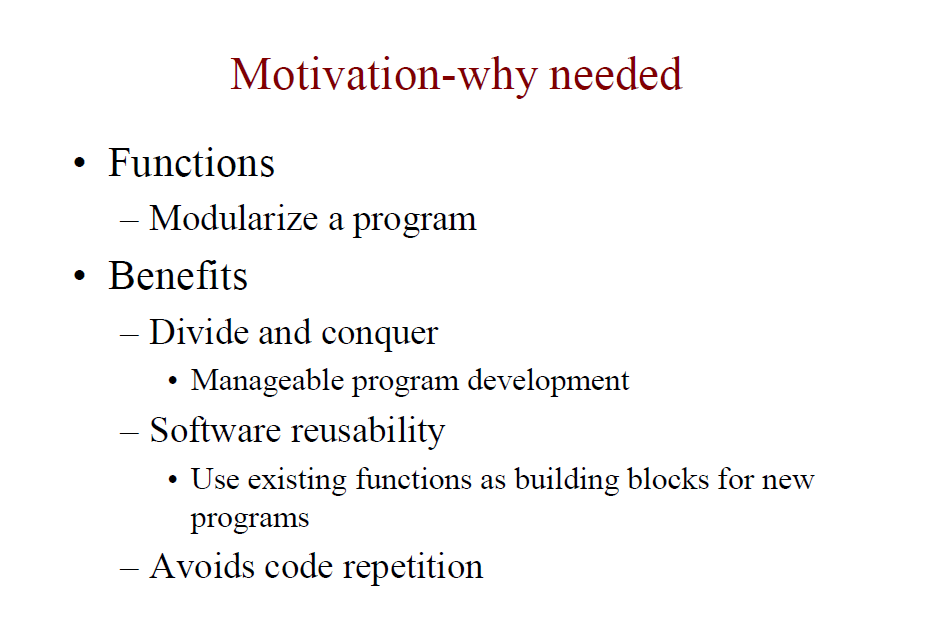 Motivation-why needed
• Functions
– Modularize a program
• Benefits
– Divide and conquer
• Manageable program development
– Software reusability
• Use existing functions as building blocks for new
programs
– Avoids code repetition